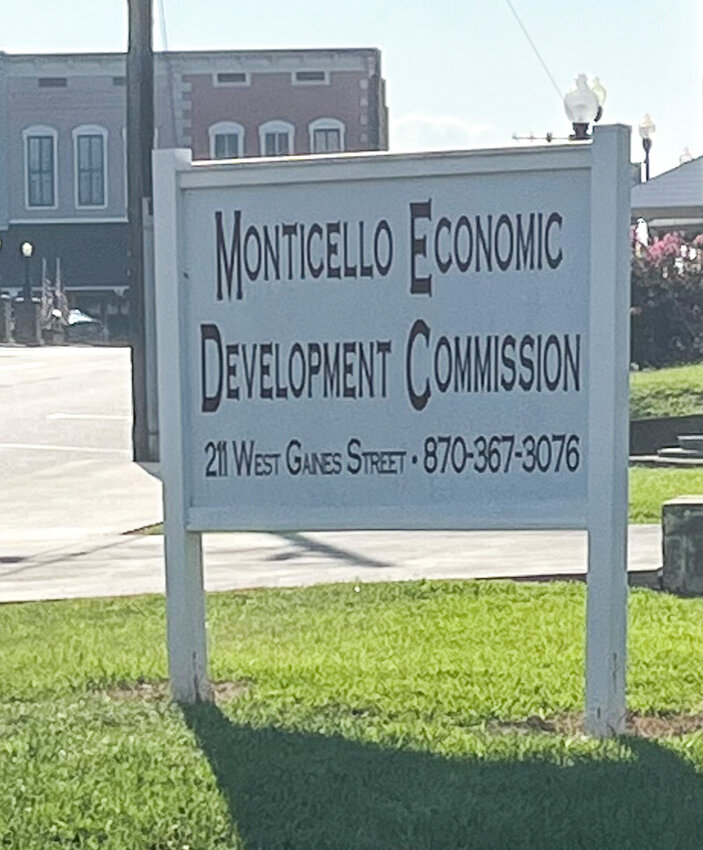 Monticello Economic
Development Commission
211 West Gaines Street • 870-367-3076